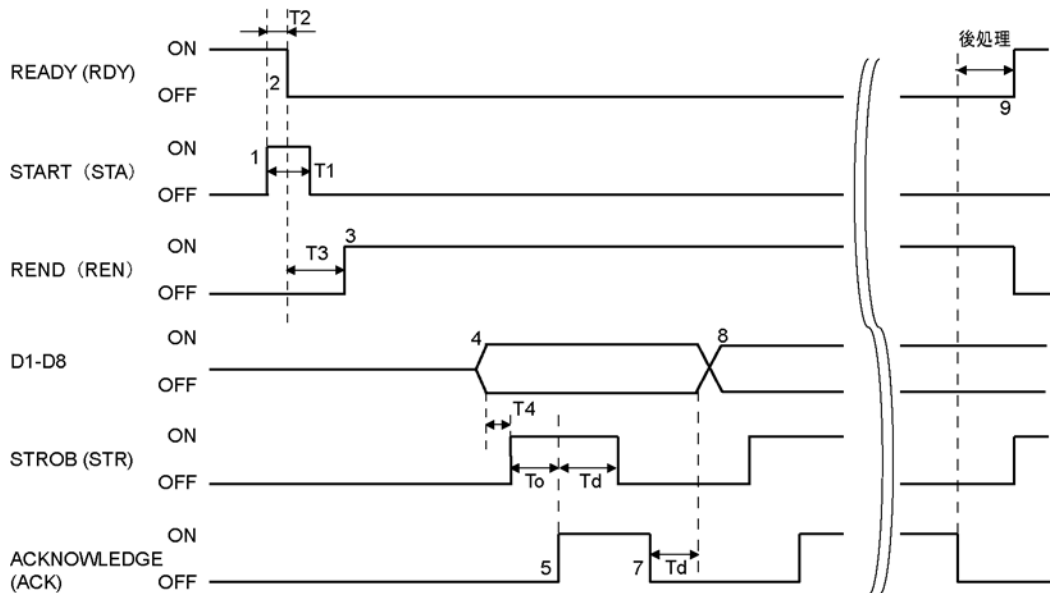 T2
後処理
READY (RDY)
ON
OFF
2
9
START（STA）
ON
OFF
1
T1
REND（REN）
ON
OFF
T3
3
D1-D8
ON
OFF
4
8
T4
STROB (STR)
ON
OFF
To
Td
ACKNOWLEDGE
(ACK)
ON
OFF
5
7
Td